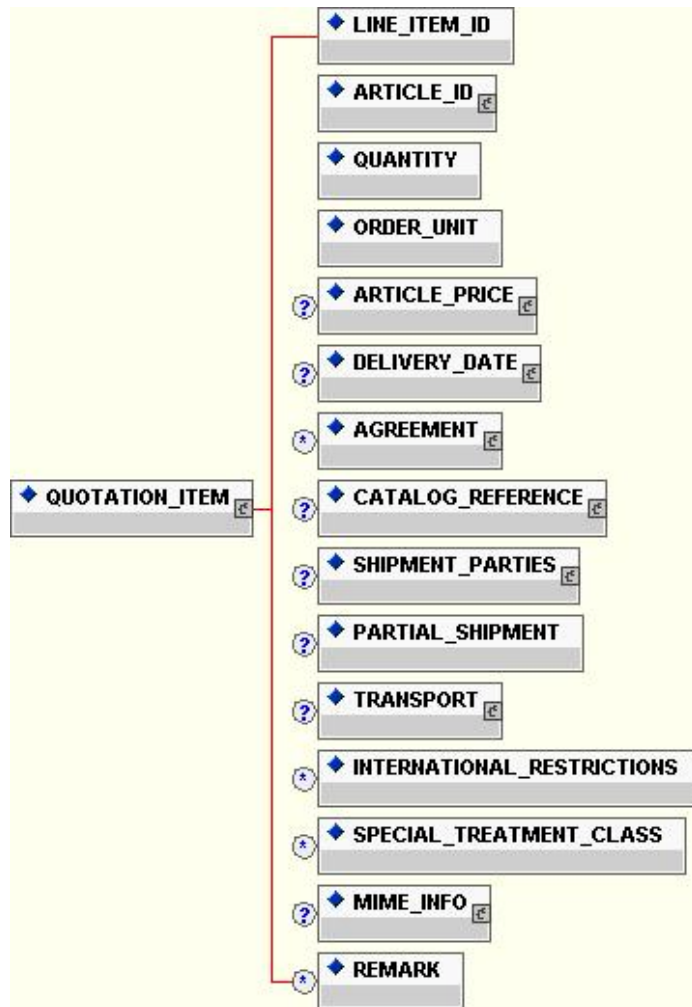 LINE_ITEM_ID
ARTICLE_ID
QUANTITY
ORDER_UNIT
? ARTICLE_PRICE
? DELIVERY_DATE
* AGREEMENT
QUOTATION_ITEM
? CATALOG_REFERENCE
? SHIPMENT_PARTIES
? PARTIAL_SHIPMENT
? TRANSPORT
* INTERNATIONAL_RESTRICTIONS
* SPECIAL_TREATMENT_CLASS
? MIME_INFO
* REMARK